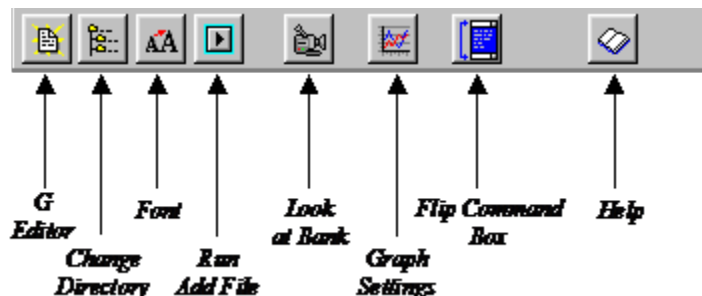 G
Editor
Change
Directory
Font
Run
Add File
Look
at Bank
Graph
Settings
Flip Command
Box
Help